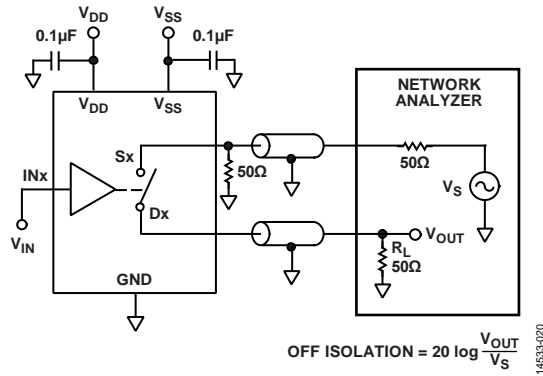 VDD
VSS
0.1µF
0.1µF
VDD
VSS
NETWORK
ANALYZER
Sx
50Ω
50Ω
INx
VS
Dx
VIN
VOUT
RL
50Ω
GND
OFF ISOLATION = 20 log VOUT
VS
14533-020